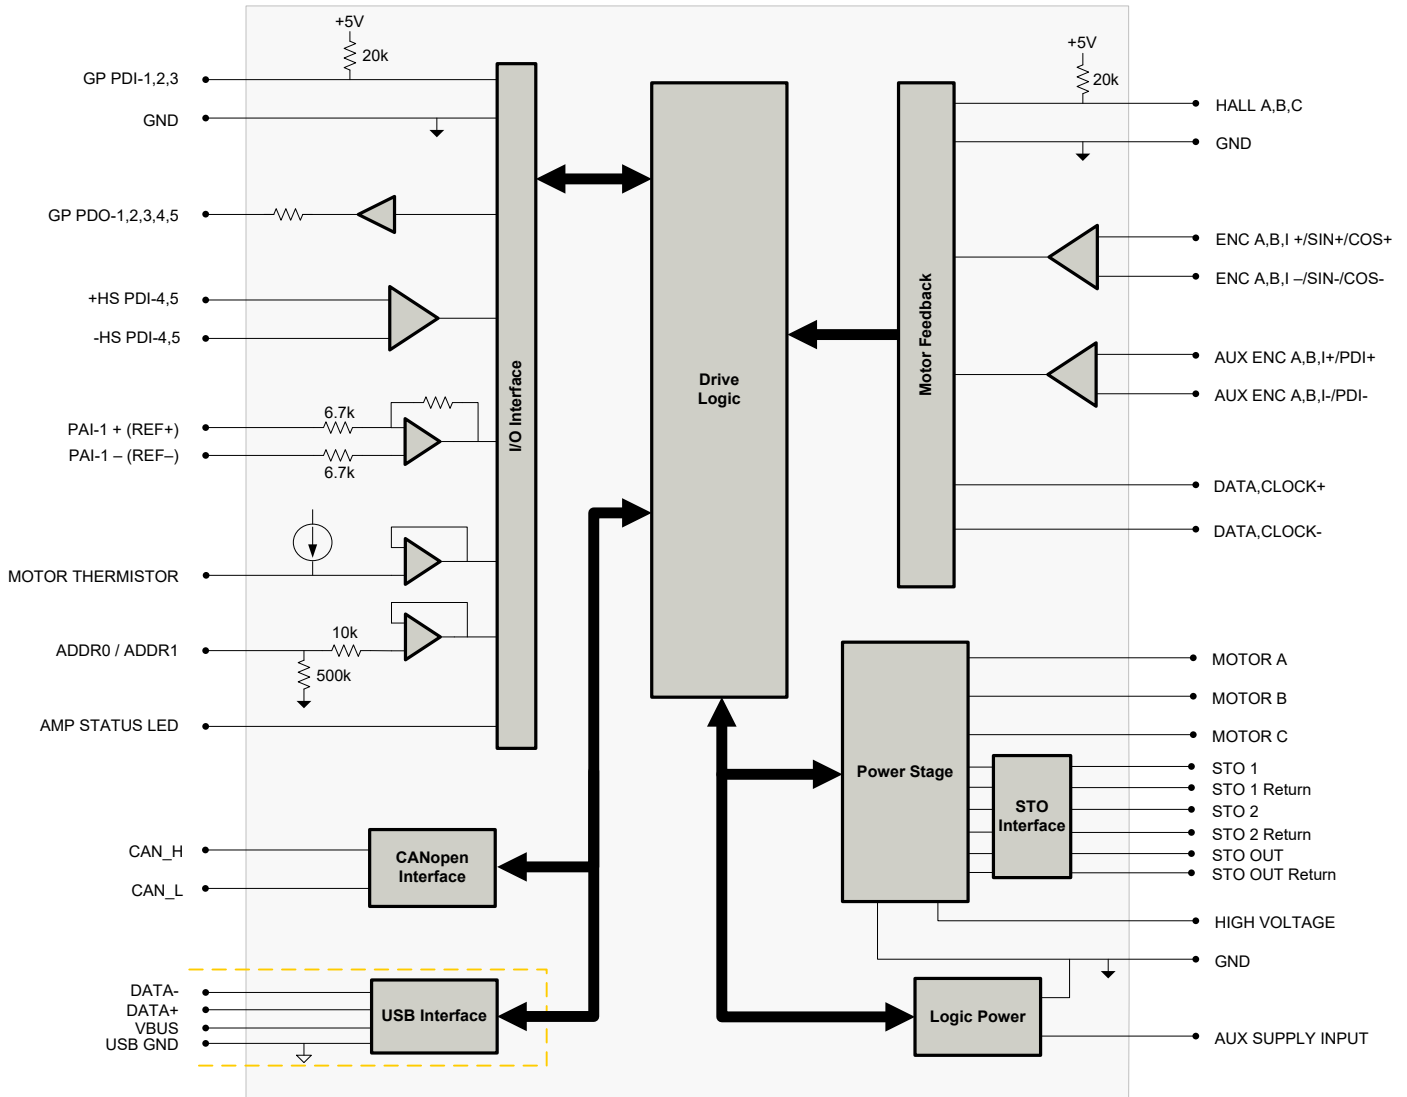 +5V
20k
GP PDI-1,2,3
GND
GP PDO-1,2,3,4,5
+HS PDI-4,5
-HS PDI-4,5
PAI-1 + (REF+)
6.7k
PAI-1 – (REF–)
6.7k
MOTOR THERMISTOR
ADDR0 / ADDR1
10k
500k
AMP STATUS LED
I/O Interface
CAN_H
CAN_L
CANopen
Interface
DATA-
DATA+
VBUS
USB GND
USB Interface
Drive
Logic
Motor Feedback
+5V
20k
HALL A,B,C
GND
ENC A,B,I +/SIN+/COS+
ENC A,B,I –/SIN-/COS-
AUX ENC A,B,I+/PDI+
AUX ENC A,B,I-/PDI-
DATA,CLOCK+
DATA,CLOCK-
Power Stage
MOTOR A
MOTOR B
MOTOR C
STO
Interface
STO 1
STO 1 Return
STO 2
STO 2 Return
STO OUT
STO OUT Return
HIGH VOLTAGE
GND
Logic Power
AUX SUPPLY INPUT